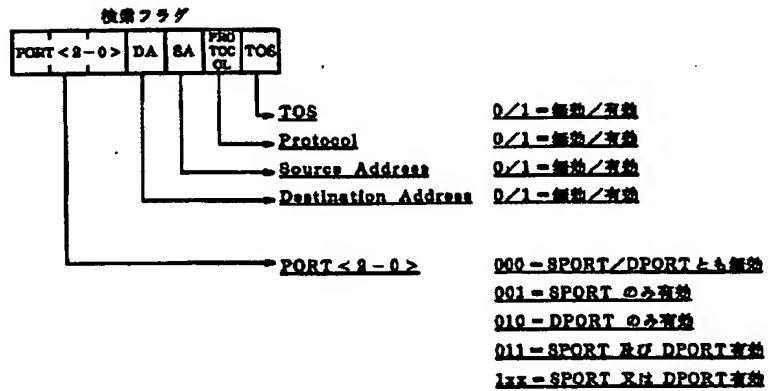 検索フラグ
PORT<2-0> DA SA PROTOCOL TOS
TOS 0/1=無効/有効
Protocol 0/1=無効/有効
Source Address 0/1=無効/有効
Destination Address 0/1=無効/有効
PORT<2-0> 000=SPORT/DPORTとも無効
001=SPORT のみ有効
010=DPORT のみ有効
011=SPORT 及び DPORT有効
1xx=SPORT 又は DPORT有効